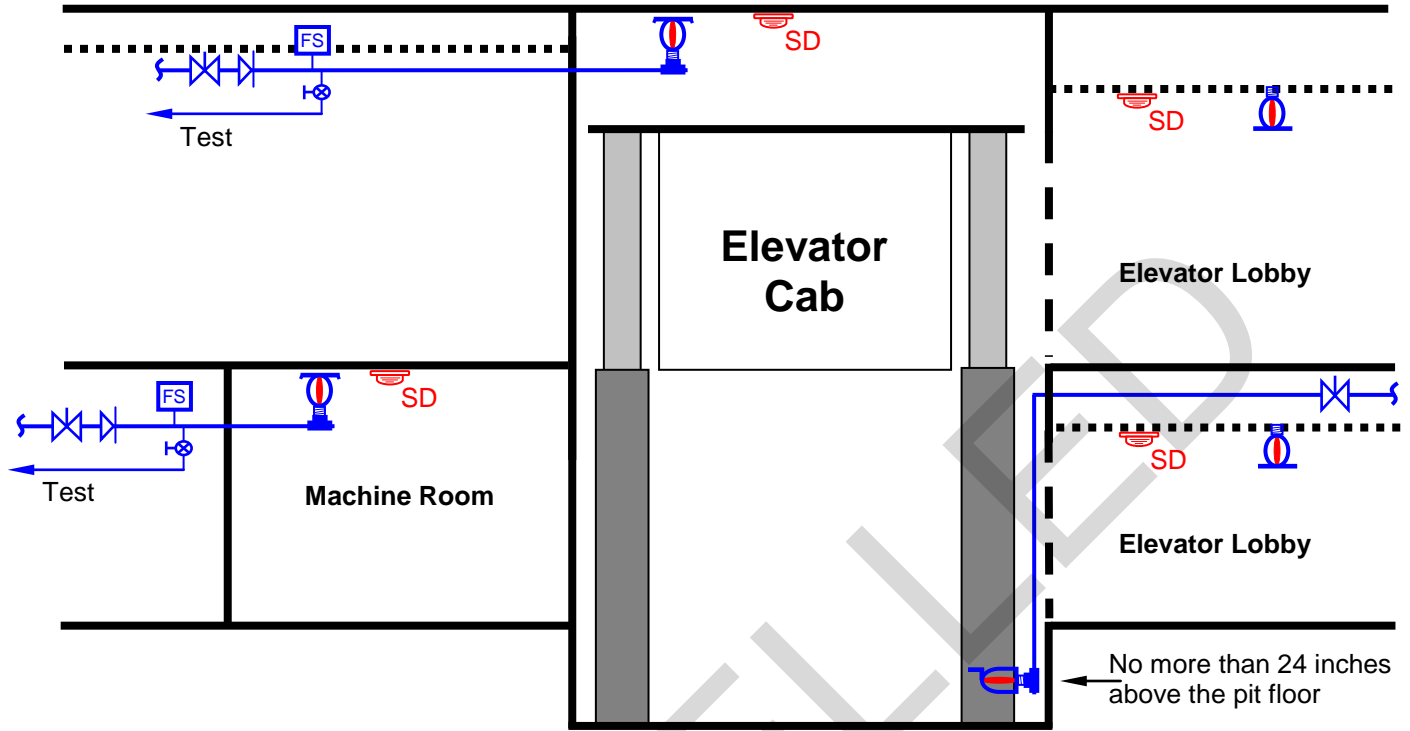 FS
SD
SD
Test
Elevator
Cab
Elevator Lobby
FS
SD
SD
Test
Machine Room
Elevator Lobby
No more than 24 inches
above the pit floor